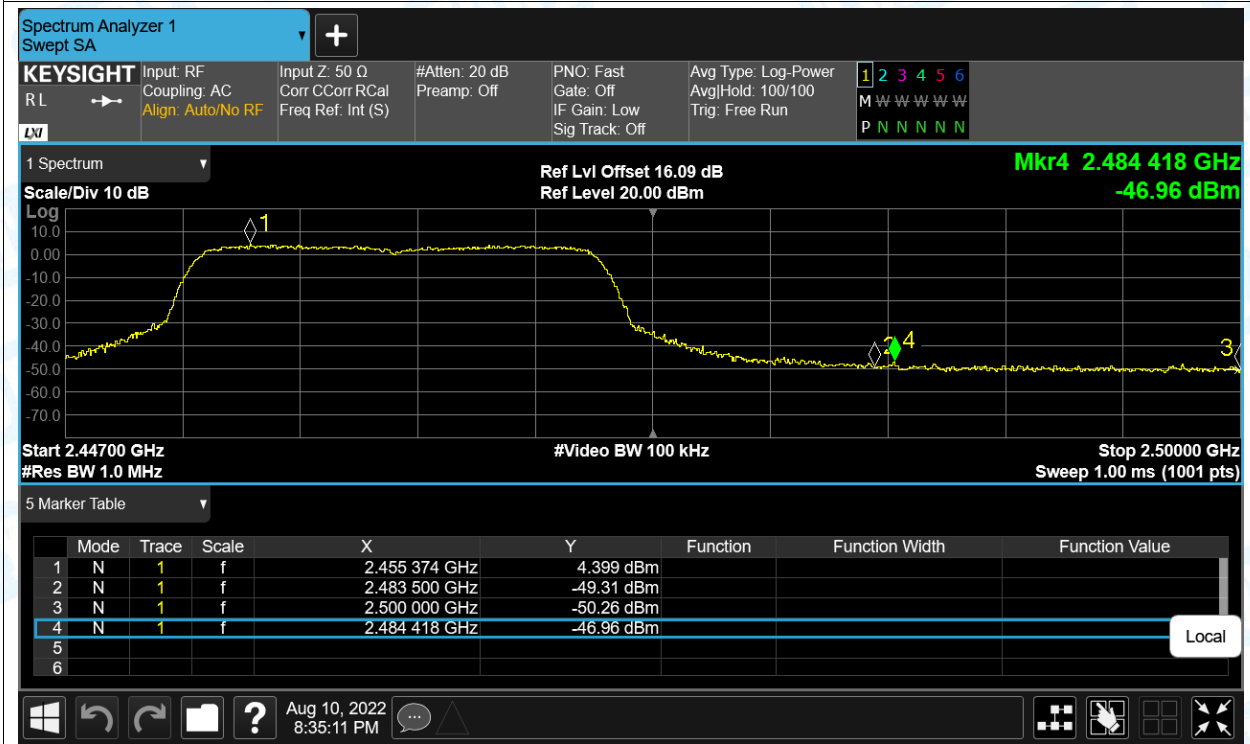 Spectrum Analyzer 1
Swept SA
+
KEYSIGHT
R L
LXI
Input: RF
Coupling: AC
Align: Auto/No RF
Input Z: 50 Ω
Corr CCorr RCal
Freq Ref: Int (S)
#Atten: 20 dB
Preamp: Off
PNO: Fast
Gate: Off
IF Gain: Low
Sig Track: Off
Avg Type: Log-Power
Avg|Hold: 100/100
Trig: Free Run
1 2 3 4 5 6
M W W W W W
P N N N N N
1 Spectrum
Scale/Div 10 dB
Ref Lvl Offset 16.09 dB
Ref Level 20.00 dBm
Mkr4 2.484 418 GHz
-46.96 dBm
Log
10.0
0.00
-10.0
-20.0
-30.0
-40.0
-50.0
-60.0
-70.0
1
2
4
3
Start 2.44700 GHz
#Video BW 100 kHz
Stop 2.50000 GHz
#Res BW 1.0 MHz
Sweep 1.00 ms (1001 pts)
5 Marker Table
Mode Trace Scale X Y Function Function Width Function Value
1 N 1 f 2.455 374 GHz 4.399 dBm
2 N 1 f 2.483 500 GHz -49.31 dBm
3 N 1 f 2.500 000 GHz -50.26 dBm
4 N 1 f 2.484 418 GHz -46.96 dBm
5
6
Local
?
Aug 10, 2022
8:35:11 PM